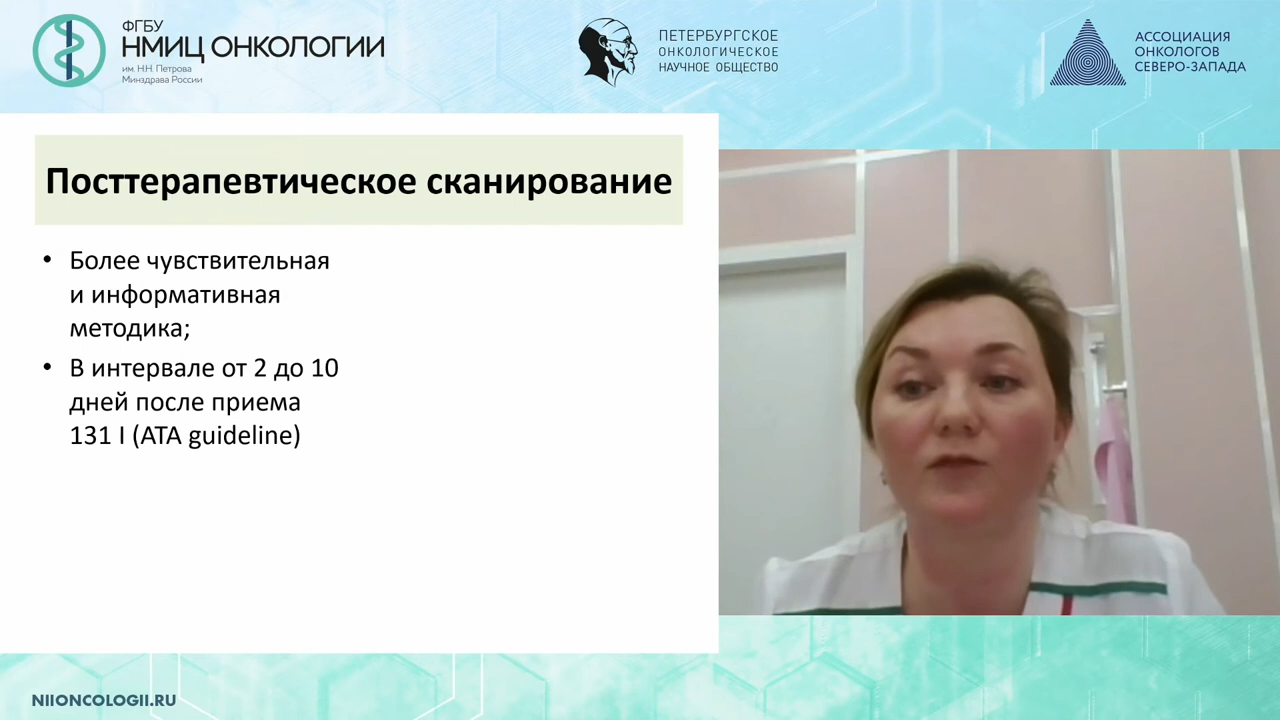 ФГБУ
НМИЦ ОНКОЛОГИИ
им. Н.Н. Петрова
Минздрава России
ПЕТЕРБУРГСКОЕ
ОНКОЛОГИЧЕСКОЕ
НАУЧНОЕ ОБЩЕСТВО
АССОЦИАЦИЯ
ОНКОЛОГОВ
СЕВЕРО-ЗАПАДА
Посттерапевтическое сканирование
• Более чувствительная
и информативная
методика;
• В интервале от 2 до 10
дней после приема
131 I (ATA guideline)
NIIONCOLOGII.RU